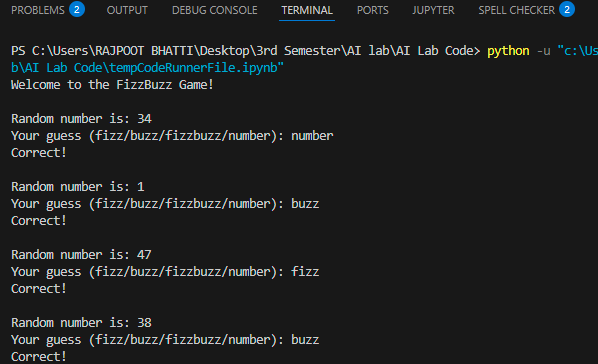 PROBLEMS 2 OUTPUT DEBUG CONSOLE TERMINAL PORTS JUPYTER SPELL CHECKER 2
PS C:\Users\RAJPOOT BHATTI\Desktop\3rd Semester\AI lab\AI Lab Code> python -u "c:\Us
b\AI Lab Code\tempCodeRunnerFile.ipynb"
Welcome to the FizzBuzz Game!
Random number is: 34
Your guess (fizz/buzz/fizzbuzz/number): number
Correct!
Random number is: 1
Your guess (fizz/buzz/fizzbuzz/number): buzz
Correct!
Random number is: 47
Your guess (fizz/buzz/fizzbuzz/number): fizz
Correct!
Random number is: 38
Your guess (fizz/buzz/fizzbuzz/number): buzz
Correct!